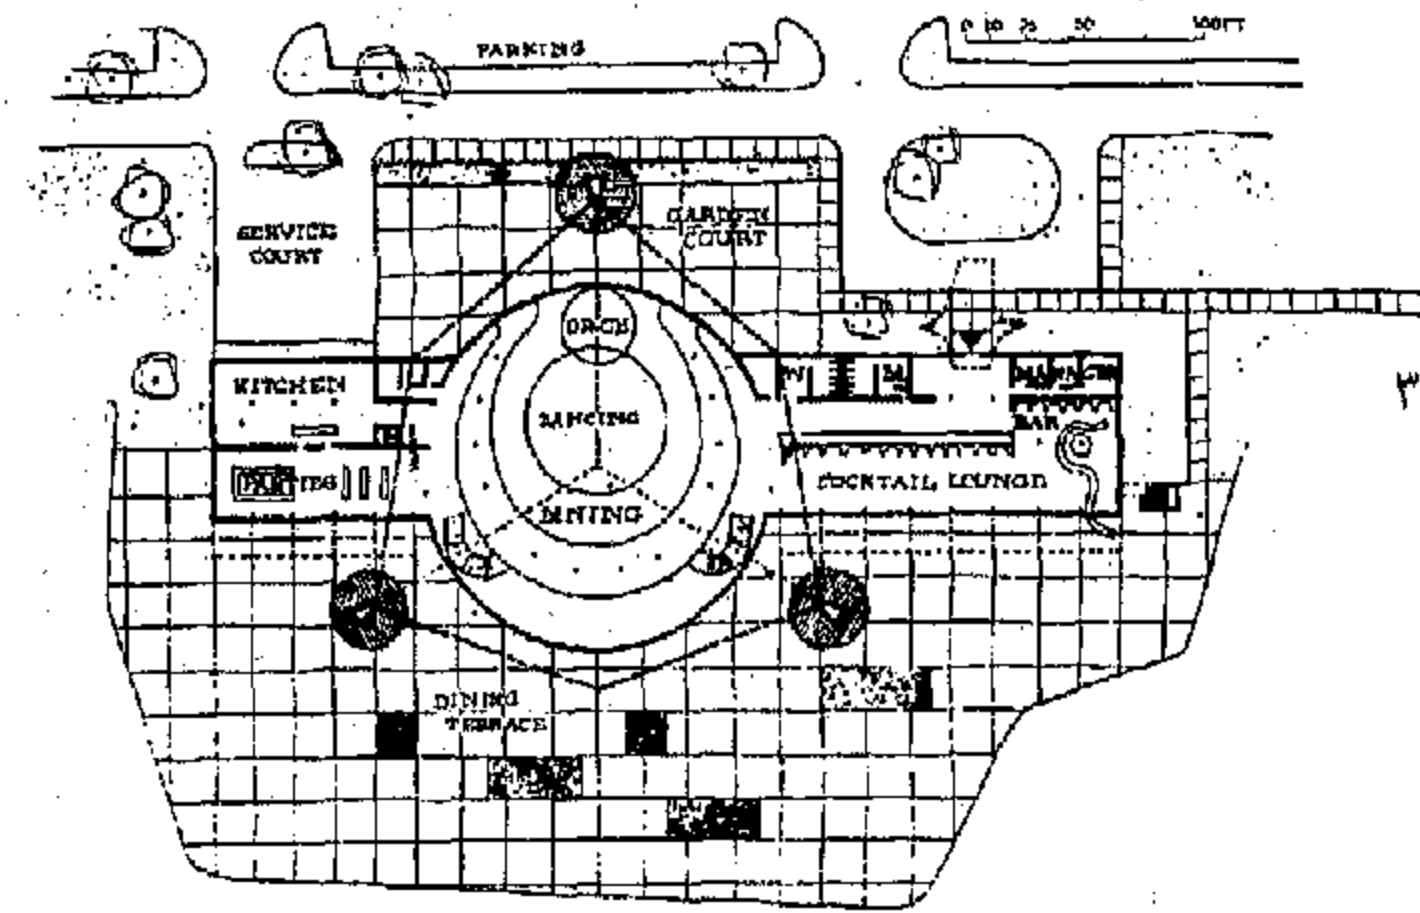 0 10 25 50 100FT
PARKING
GARDEN
COURT
SERVICE
COURT
ORCH
KITCHEN
W
M
MANAGER
BAR
DANCING
COCKTAIL LOUNGE
DINING
DINING
TERRACE